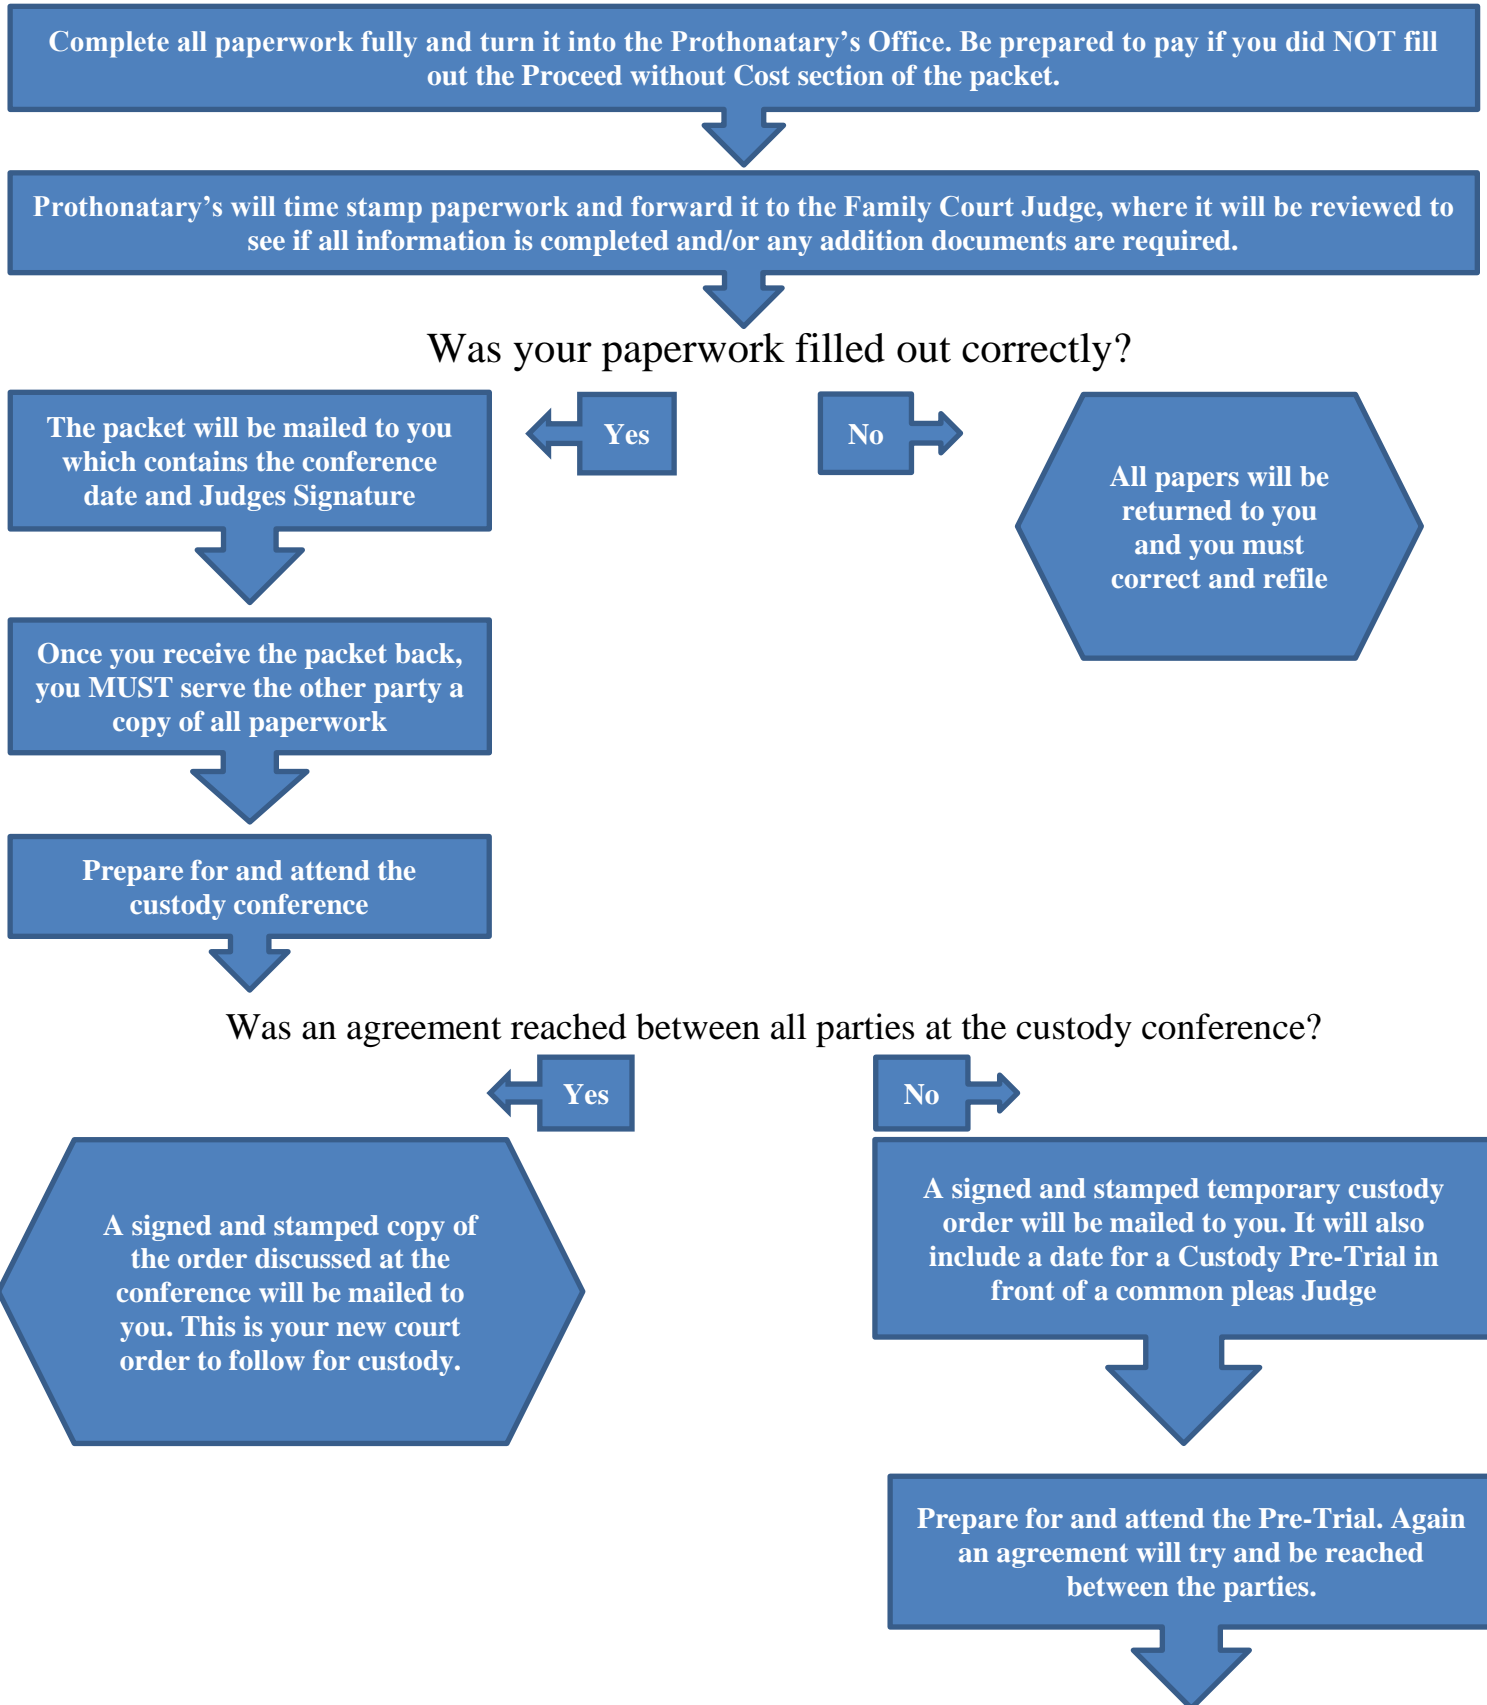 Complete all paperwork fully and turn it into the Prothonatary’s Office. Be prepared to pay if you did NOT fill
out the Proceed without Cost section of the packet.
Prothonatary’s will time stamp paperwork and forward it to the Family Court Judge, where it will be reviewed to
see if all information is completed and/or any addition documents are required.
Was your paperwork filled out correctly?
Yes
No
The packet will be mailed to you
which contains the conference
date and Judges Signature
All papers will be
returned to you
and you must
correct and refile
Once you receive the packet back,
you MUST serve the other party a
copy of all paperwork
Prepare for and attend the
custody conference
Was an agreement reached between all parties at the custody conference?
Yes
No
A signed and stamped copy of
the order discussed at the
conference will be mailed to
you. This is your new court
order to follow for custody.
A signed and stamped temporary custody
order will be mailed to you. It will also
include a date for a Custody Pre-Trial in
front of a common pleas Judge
Prepare for and attend the Pre-Trial. Again
an agreement will try and be reached
between the parties.